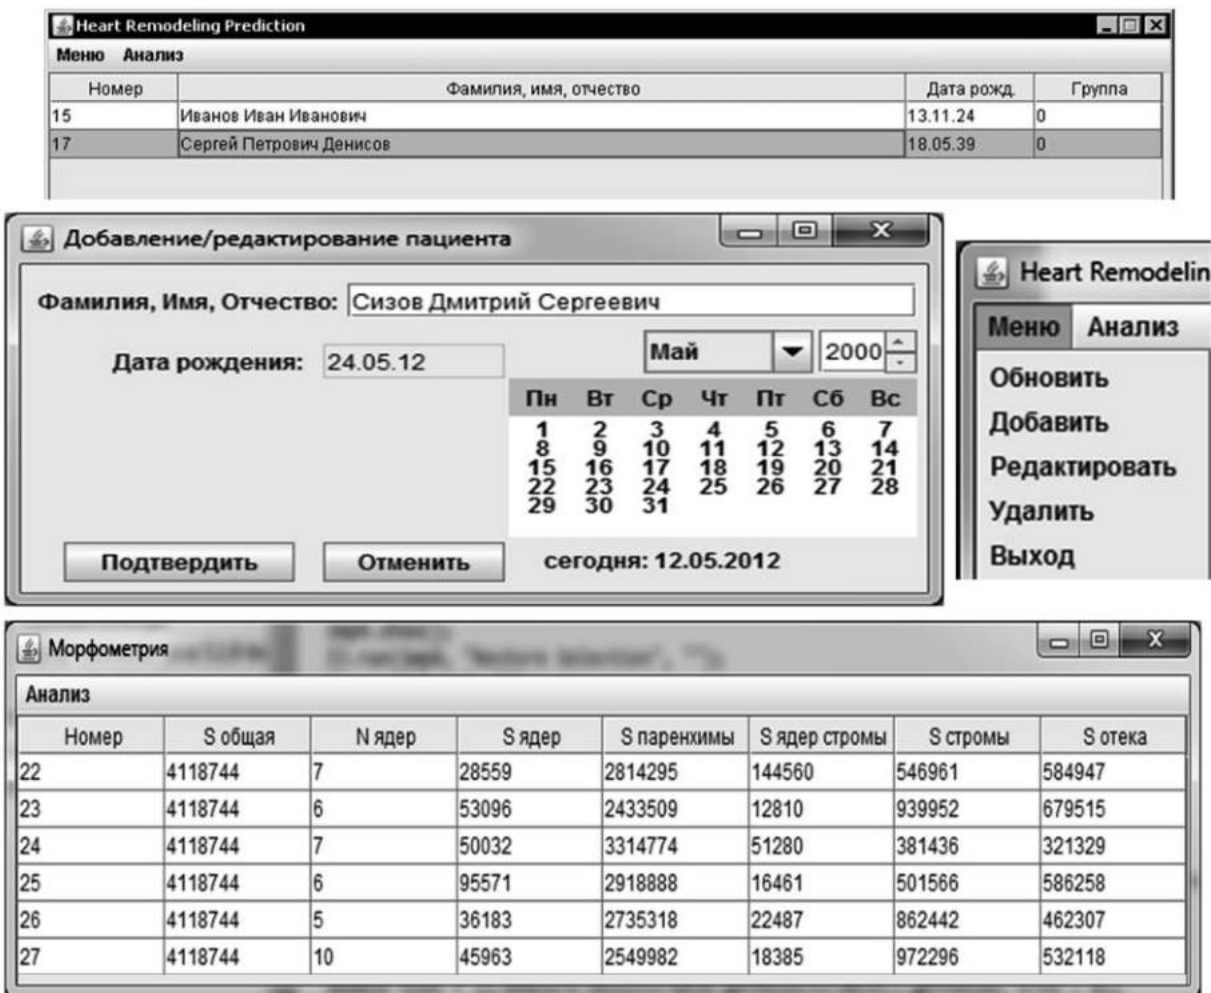 Heart Remodeling Prediction
Меню Анализ
Номер Фамилия, имя, отчество Дата рожд. Группа
15 Иванов Иван Иванович 13.11.24 0
17 Сергей Петрович Денисов 18.05.39 0
Добавление/редактирование пациента
Фамилия, Имя, Отчество: Сизов Дмитрий Сергеевич
Дата рождения: 24.05.12
Май 2000
Пн Вт Ср Чт Пт Сб Вс
1 2 3 4 5 6 7
8 9 10 11 12 13 14
15 16 17 18 19 20 21
22 23 24 25 26 27 28
29 30 31
Подтвердить Отменить сегодня: 12.05.2012
Heart Remodelin
Меню Анализ
Обновить
Добавить
Редактировать
Удалить
Выход
Морфометрия
Анализ
Номер S общая N ядер S ядер S паренхимы S ядер стромы S стромы S отека
22 4118744 7 28559 2814295 144560 546961 584947
23 4118744 6 53096 2433509 12810 939952 679515
24 4118744 7 50032 3314774 51280 381436 321329
25 4118744 6 95571 2918888 16461 501566 586258
26 4118744 5 36183 2735318 22487 862442 462307
27 4118744 10 45963 2549982 18385 972296 532118